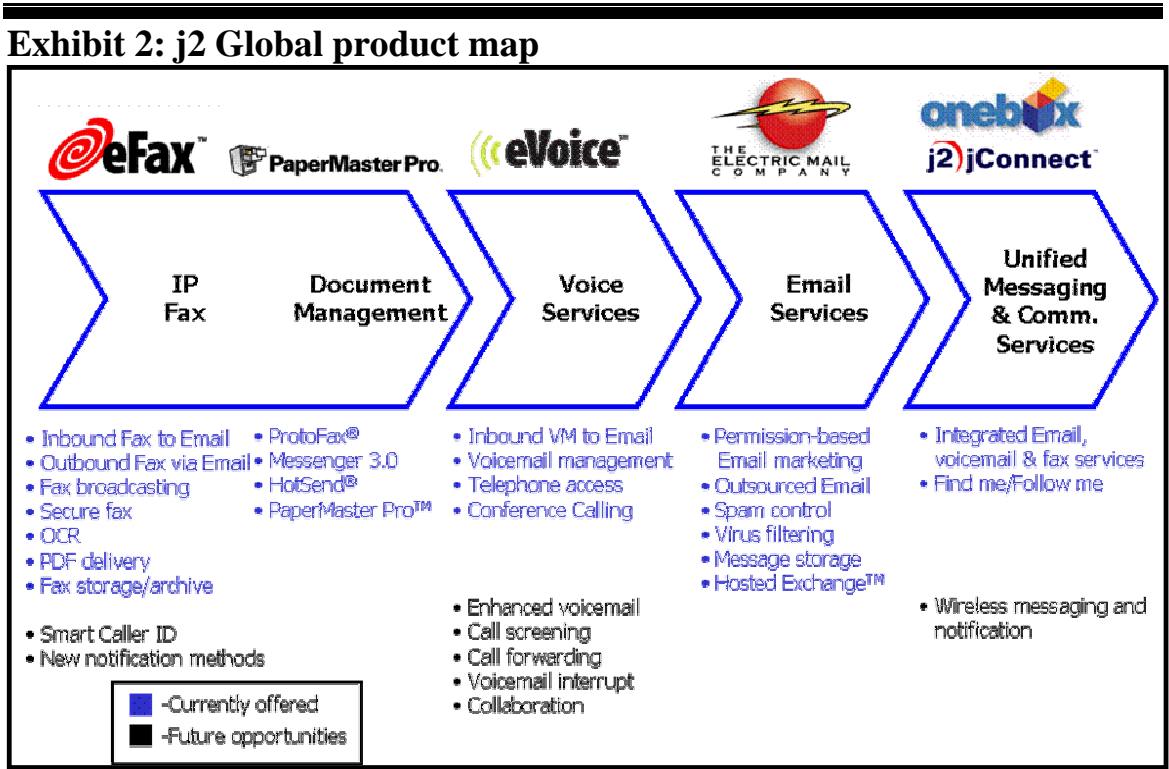 Exhibit 2: j2 Global product map
eFax™
PaperMaster Pro.
eVoice™
THE
ELECTRIC MAIL
COMPANY
onebox
j2 jConnect™
IP
Fax
Document
Management
Voice
Services
Email
Services
Unified
Messaging
& Comm.
Services
• Inbound Fax to Email
• Outbound Fax via Email
• Fax broadcasting
• Secure fax
• OCR
• PDF delivery
• Fax storage/archive
• Smart Caller ID
• New notification methods
• ProtoFax®
• Messenger 3.0
• HotSend®
• PaperMaster Pro™
• Inbound VM to Email
• Voicemail management
• Telephone access
• Conference Calling
• Enhanced voicemail
• Call screening
• Call forwarding
• Voicemail interrupt
• Collaboration
• Permission-based
Email marketing
• Outsourced Email
• Spam control
• Virus filtering
• Message storage
• Hosted Exchange™
• Integrated Email,
voicemail & fax services
• Find me/Follow me
• Wireless messaging and
notification
-Currently offered
-Future opportunities